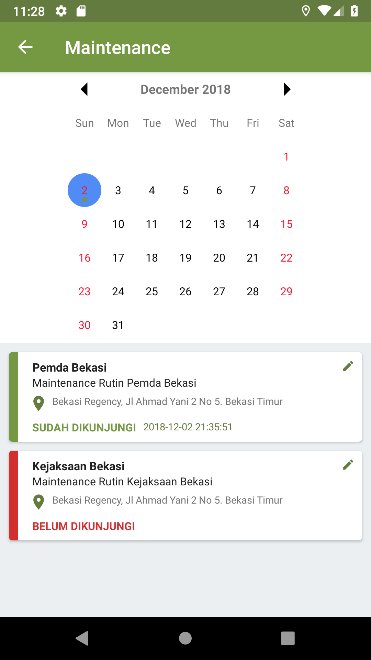 11:28
Maintenance
December 2018
Sun Mon Tue Wed Thu Fri Sat
1
2 3 4 5 6 7 8
9 10 11 12 13 14 15
16 17 18 19 20 21 22
23 24 25 26 27 28 29
30 31
Pemda Bekasi
Maintenance Rutin Pemda Bekasi
Bekasi Regency, Jl Ahmad Yani 2 No 5. Bekasi Timur
SUDAH DIKUNJUNGI 2018-12-02 21:35:51
Kejaksaan Bekasi
Maintenance Rutin Kejaksaan Bekasi
Bekasi Regency, Jl Ahmad Yani 2 No 5. Bekasi Timur
BELUM DIKUNJUNGI